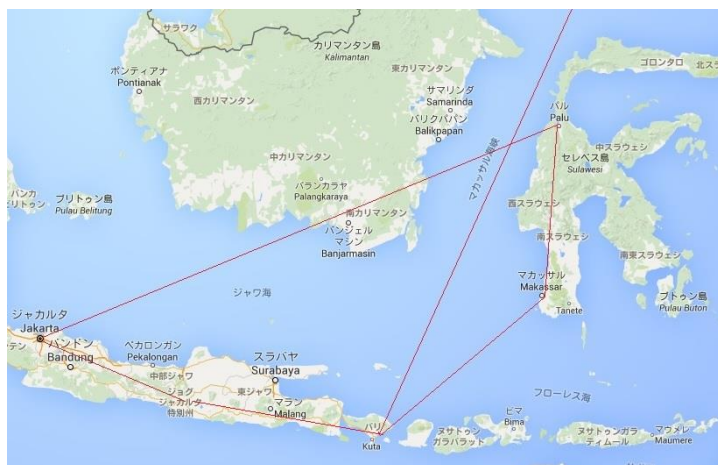 サラワク
カリマンタン島
Kalimantan
ポンティアナ
Pontianak
東カリマンタン
サマリンダ
Samarinda
西カリマンタン
バリクパパン
Balikpapan
ゴロンタロ
北スラ
パル
Palu
中スラウェシ
セレベス島
Sulawesi
マカッサル海峡
中カリマンタン
パランカラヤ
Palangkaraya
バンカ
ビリトゥン
ブリトゥン島
Pulau Belitung
南カリマンタン
バンジェル
マシン
Banjarmasin
西スラウェシ
南スラウェシ
南東スラウェシ
マカッサル
Makassar
Tanete
ブトゥン島
Pulau Buton
ジャワ海
ジャカルタ
Jakarta
テン
バンドン
Bandung
ペカロンガン
Pekalongan
スラバヤ
Surabaya
中部ジャワ
ジョグ
ジャカルタ
特別州
東ジャワ
マラン
Malang
フローレス海
バリ
Kuta
ビマ
Bima
ヌサトゥン
ガラバラット
ヌサトゥンガラ
ティムール
マウメレ
Maumere